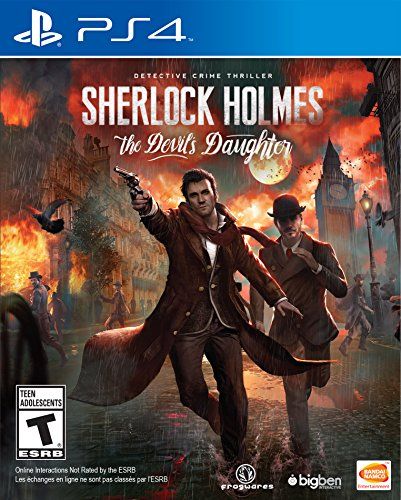 PS4
DETECTIVE CRIME THRILLER
SHERLOCK HOLMES
the Devil's Daughter
TEEN
ADOLESCENTS
T
ESRB
Online Interactions Not Rated by the ESRB
Les échanges en ligne ne sont pas classés par l'ESRB
frogwares
bigben
INTERACTIVE
BANDAI
NAMCO
Entertainment